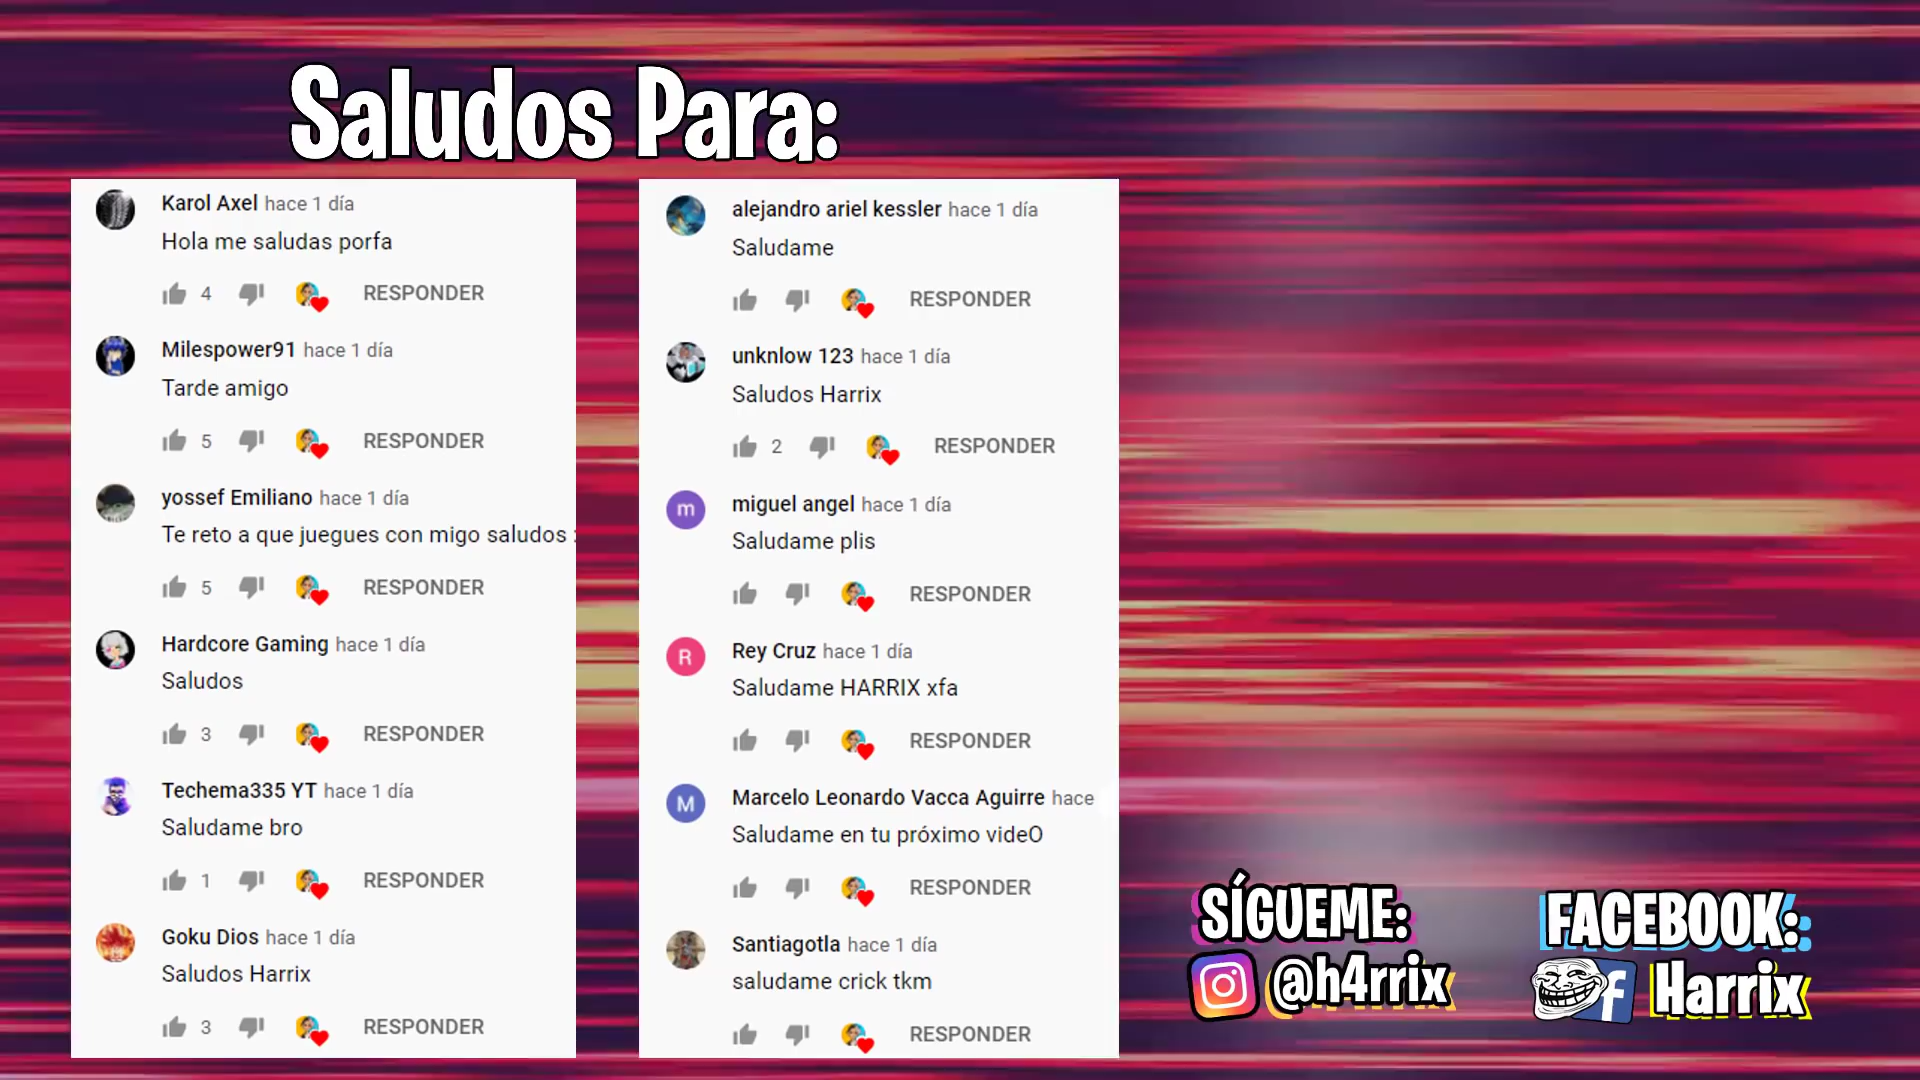 Saludos Para:
Karol Axel hace 1 día
Hola me saludas porfa
4 RESPONDER
Milespower91 hace 1 día
Tarde amigo
5 RESPONDER
yossef Emiliano hace 1 día
Te reto a que juegues con migo saludos :
5 RESPONDER
Hardcore Gaming hace 1 día
Saludos
3 RESPONDER
Techema335 YT hace 1 día
Saludame bro
1 RESPONDER
Goku Dios hace 1 día
Saludos Harrix
3 RESPONDER
alejandro ariel kessler hace 1 día
Saludame
RESPONDER
unknlow 123 hace 1 día
Saludos Harrix
2 RESPONDER
m miguel angel hace 1 día
Saludame plis
RESPONDER
R Rey Cruz hace 1 día
Saludame HARRIX xfa
RESPONDER
M Marcelo Leonardo Vacca Aguirre hace
Saludame en tu próximo videO
RESPONDER
Santiagotla hace 1 día
saludame crick tkm
RESPONDER
SÍGUEME:
@h4rrix
FACEBOOK:
f Harrix